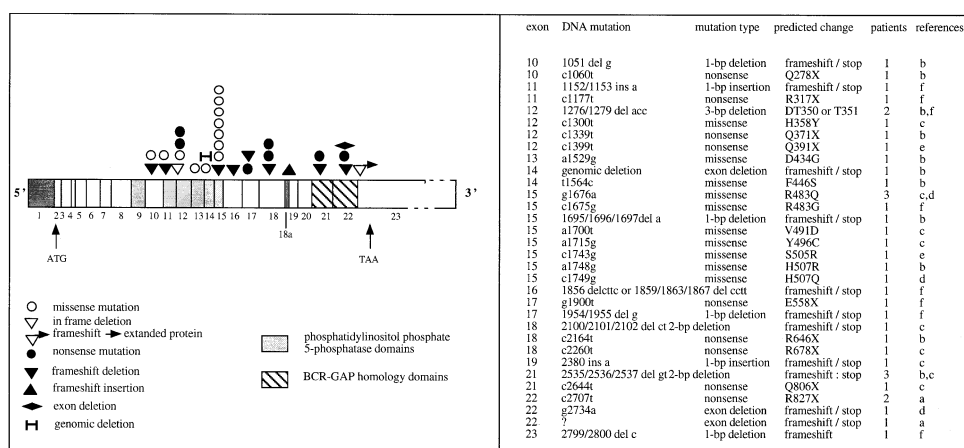 5'
3'
1 23 4 5 6 7 8 9 10 11 12 13 14 15 16 17 18 19 20 21 22 23
18a
ATG
TAA
missense mutation
in frame deletion
frameshift extanded protein
nonsense mutation
frameshift deletion
frameshift insertion
exon deletion
genomic deletion
phosphatidylinositol phosphate
5-phosphatase domains
BCR-GAP homology domains
exon DNA mutation mutation type predicted change patients references
10 1051 del g 1-bp deletion frameshift / stop 1 b
10 c1060t nonsense Q278X 1 b
11 1152/1153 ins a 1-bp insertion frameshift / stop 1 f
11 c1177t nonsense R317X 1 f
12 1276/1279 del acc 3-bp deletion DT350 or T351 2 b,f
12 c1300t missense H358Y 1 c
12 c1339t nonsense Q371X 1 b
12 c1399t nonsense Q391X 1 e
13 a1529g missense D434G 1 b
14 genomic deletion exon deletion frameshift / stop 1 b
14 t1564c missense F446S 1 b
15 g1676a missense R483Q 3 c,d
15 c1675g missense R483G 1 f
15 1695/1696/1697del a 1-bp deletion frameshift / stop 1 b
15 a1700t missense V491D 1 c
15 a1715g missense Y496C 1 c
15 c1743g missense S505R 1 e
15 a1748g missense H507R 1 b
15 c1749g missense H507Q 1 d
16 1856 delcttc or 1859/1863/1867 del cctt frameshift / stop 1 f
17 g1900t nonsense E558X 1 f
17 1954/1955 del g 1-bp deletion frameshift / stop 1 f
18 2100/2101/2102 del ct 2-bp deletion frameshift / stop 1 c
18 c2164t nonsense R646X 1 b
18 c2260t nonsense R678X 1 c
19 2380 ins a 1-bp insertion frameshift / stop 1 c
21 2535/2536/2537 del gt 2-bp deletion frameshift : stop 3 b,c
21 c2644t nonsense Q806X 1 c
22 c2707t nonsense R827X 2 a
22 g2734a exon deletion frameshift / stop 1 d
22 ? exon deletion frameshift / stop 1 a
23 2799/2800 del c 1-bp deletion frameshift 1 f